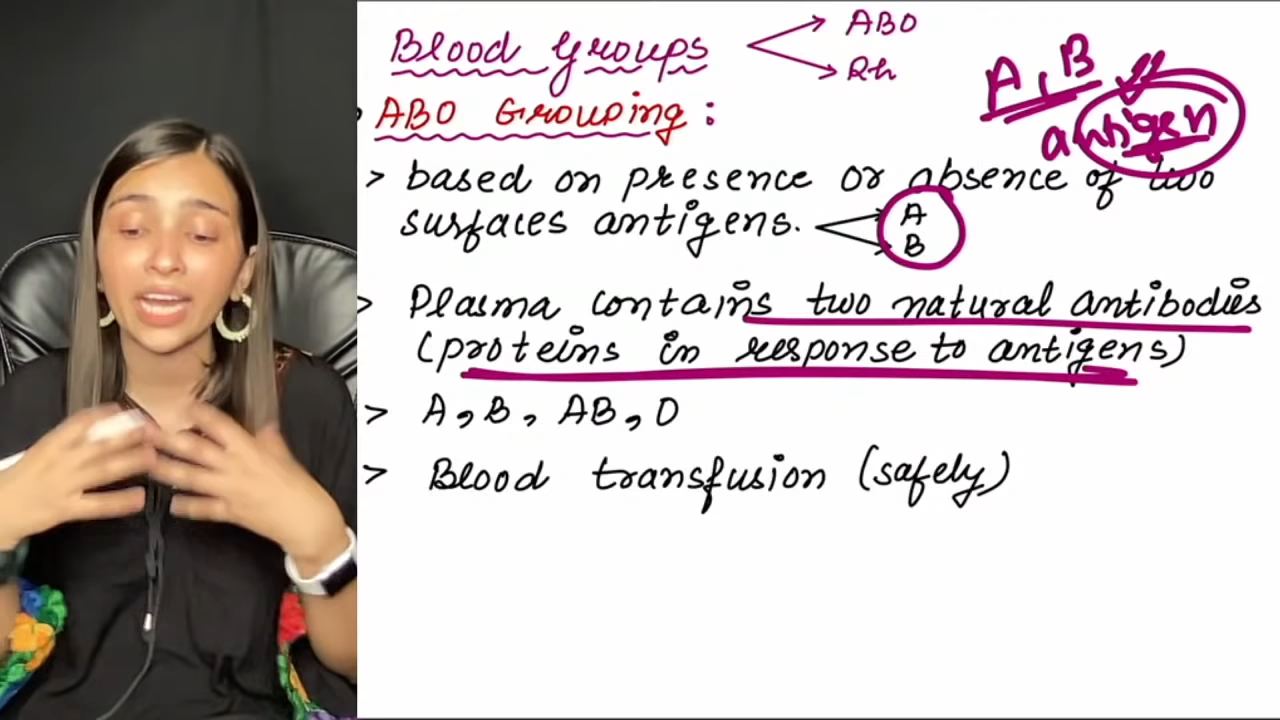 Blood Groups
ABO
Rh
A, B
antigen
ABO Grouping :
> based on presence or absence of two
surfaces antigens.
A
B
> Plasma contains two natural antibodies
(proteins in response to antigens)
> A, B, AB, O
> Blood transfusion (safely)